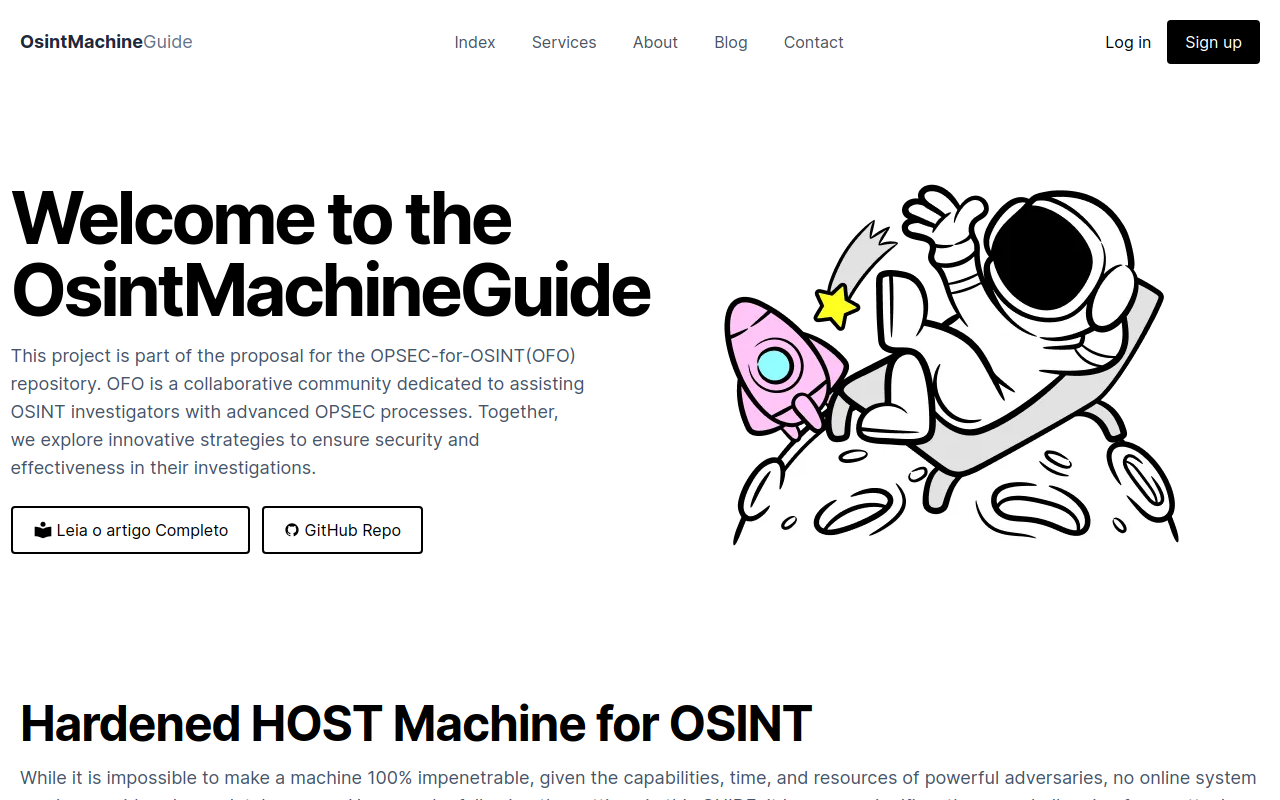 OsintMachineGuide
Index
Services
About
Blog
Contact
Log in
Sign up
Welcome to the
OsintMachineGuide
This project is part of the proposal for the OPSEC-for-OSINT(OFO)
repository. OFO is a collaborative community dedicated to assisting
OSINT investigators with advanced OPSEC processes. Together,
we explore innovative strategies to ensure security and
effectiveness in their investigations.
Leia o artigo Completo
GitHub Repo
Hardened HOST Machine for OSINT
While it is impossible to make a machine 100% impenetrable, given the capabilities, time, and resources of powerful adversaries, no online system